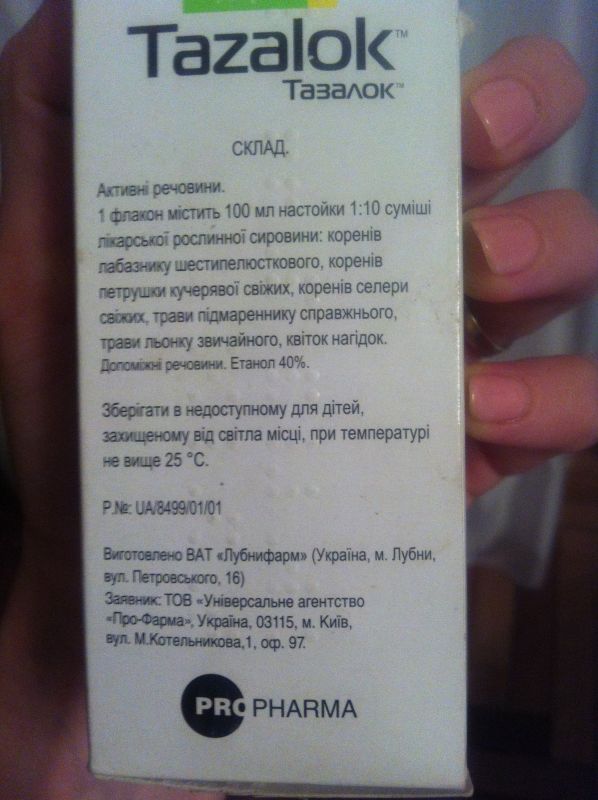 Tazalok™
Тазалок™
СКЛАД.
Активні речовини.
1 флакон містить 100 мл настойки 1:10 суміші
лікарської рослинної сировини: коренів
лабазнику шестипелюсткового, коренів
петрушки кучерявої свіжих, коренів селери
свіжих, трави підмареннику справжнього,
трави льонку звичайного, квіток нагідок.
Допоміжні речовини. Етанол 40%.
Зберігати в недоступному для дітей,
захищеному від світла місці, при температурі
не вище 25 °С.
Р.№: UA/8499/01/01
Виготовлено ВАТ «Лубнифарм» (Україна, м. Лубни,
вул. Петровського, 16)
Заявник: ТОВ «Універсальне агентство
«Про-Фарма», Україна, 03115, м. Київ,
вул. М.Котельникова,1, оф. 97.
PRO PHARMA